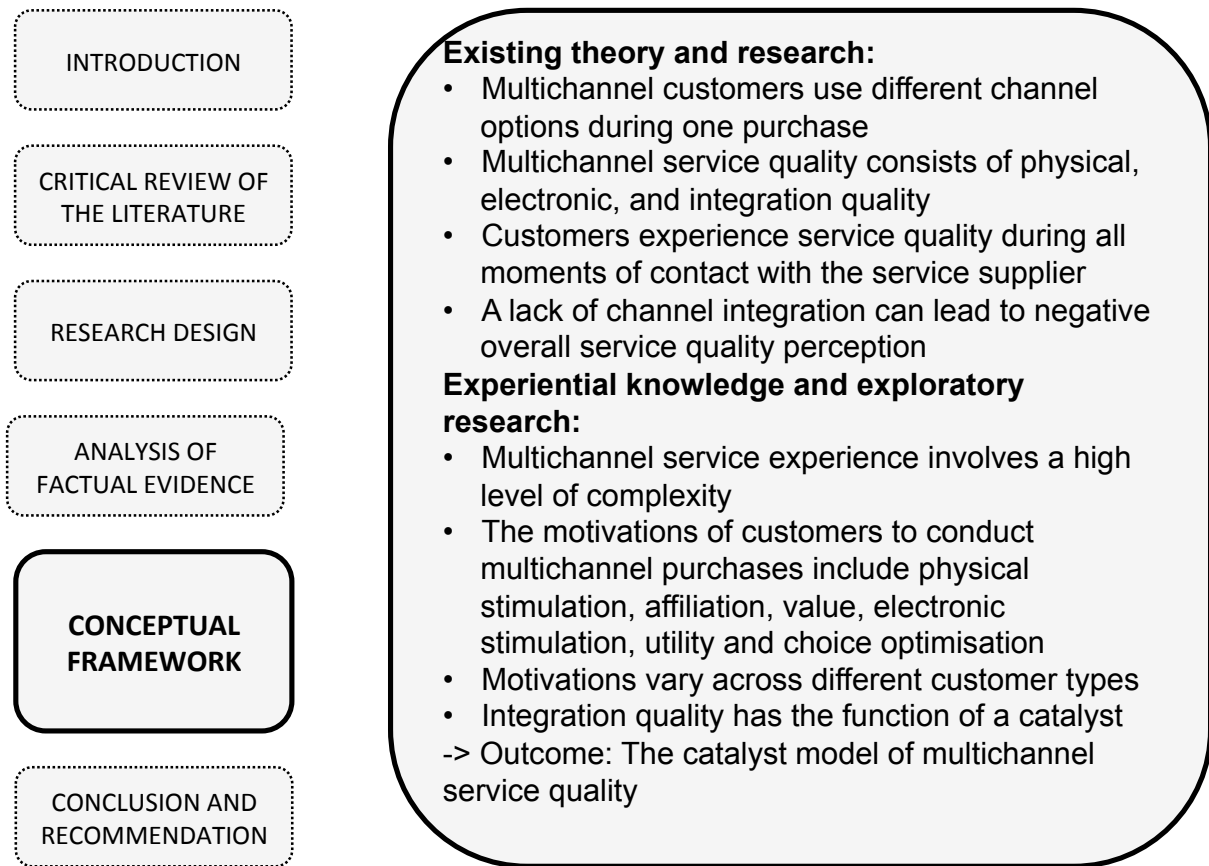 INTRODUCTION
CRITICAL REVIEW OF
THE LITERATURE
RESEARCH DESIGN
ANALYSIS OF
FACTUAL EVIDENCE
CONCEPTUAL
FRAMEWORK
CONCLUSION AND
RECOMMENDATION
Existing theory and research:
• Multichannel customers use different channel
options during one purchase
• Multichannel service quality consists of physical,
electronic, and integration quality
• Customers experience service quality during all
moments of contact with the service supplier
• A lack of channel integration can lead to negative
overall service quality perception
Experiential knowledge and exploratory
research:
• Multichannel service experience involves a high
level of complexity
• The motivations of customers to conduct
multichannel purchases include physical
stimulation, affiliation, value, electronic
stimulation, utility and choice optimisation
• Motivations vary across different customer types
• Integration quality has the function of a catalyst
-> Outcome: The catalyst model of multichannel
service quality